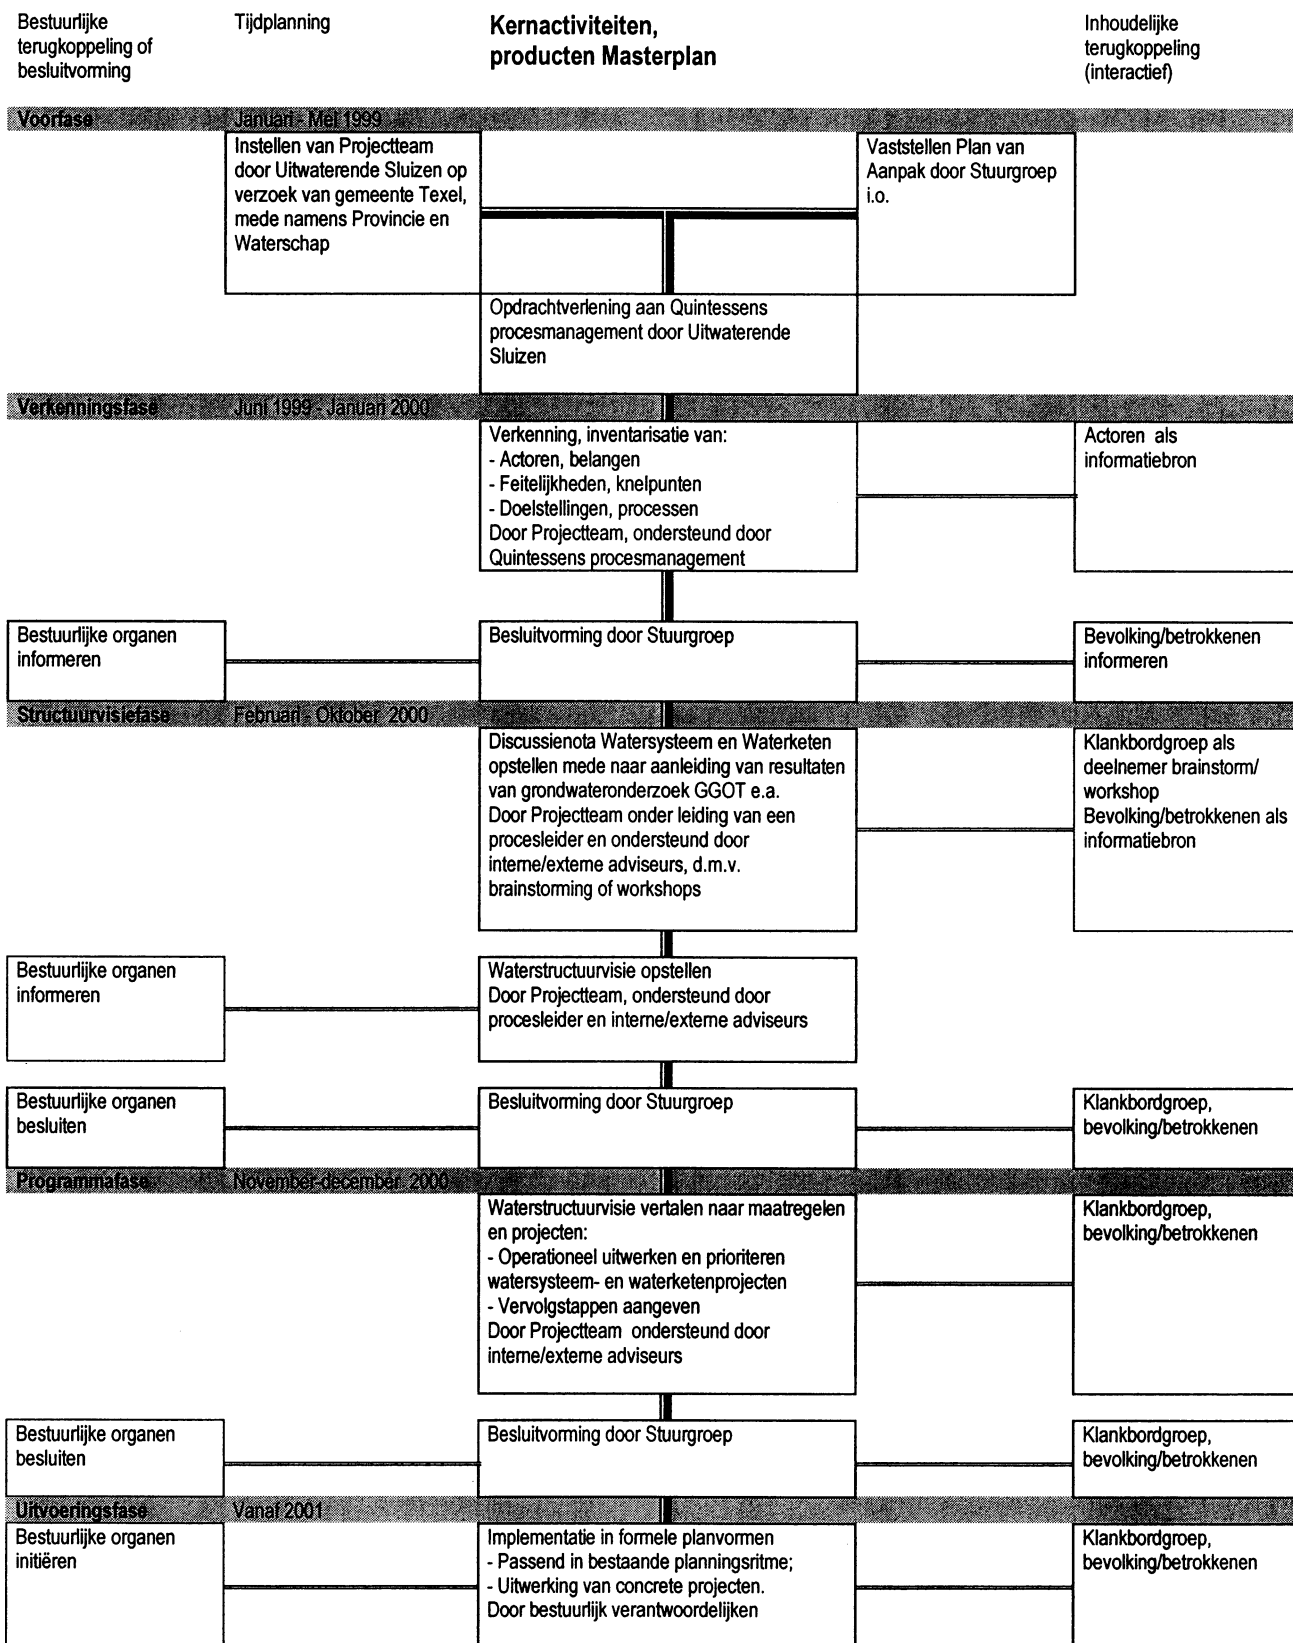 Bestuurlijke
terugkoppeling of
besluitvorming
Tijdplanning
Kernactiviteiten,
producten Masterplan
Inhoudelijke
terugkoppeling
(interactief)
Voorfase
Januari - Mei 1999
Instellen van Projectteam
door Uitwaterende Sluizen op
verzoek van gemeente Texel,
mede namens Provincie en
Waterschap
Vaststellen Plan van
Aanpak door Stuurgroep
i.o.
Opdrachtverlening aan Quintessens
procesmanagement door Uitwaterende
Sluizen
Verkenningsfase
Juni 1999 - Januari 2000
Verkenning, inventarisatie van:
- Actoren, belangen
- Feitelijkheden, knelpunten
- Doelstellingen, processen
Door Projectteam, ondersteund door
Quintessens procesmanagement
Actoren als
informatiebron
Bestuurlijke organen
informeren
Besluitvorming door Stuurgroep
Bevolking/betrokkenen
informeren
Structuurvisiefase
Februari - Oktober 2000
Discussienota Watersysteem en Waterketen
opstellen mede naar aanleiding van resultaten
van grondwateronderzoek GGOT e.a.
Door Projectteam onder leiding van een
procesleider en ondersteund door
interne/externe adviseurs, d.m.v.
brainstorming of workshops
Klankbordgroep als
deelnemer brainstorm/
workshop
Bevolking/betrokkenen als
informatiebron
Bestuurlijke organen
informeren
Waterstructuurvisie opstellen
Door Projectteam, ondersteund door
procesleider en interne/externe adviseurs
Bestuurlijke organen
besluiten
Besluitvorming door Stuurgroep
Klankbordgroep,
bevolking/betrokkenen
Programmafase
November-december 2000
Waterstructuurvisie vertalen naar maatregelen
en projecten:
- Operationeel uitwerken en prioriteren
watersysteem- en waterketenprojecten
- Vervolgstappen aangeven
Door Projectteam ondersteund door
interne/externe adviseurs
Klankbordgroep,
bevolking/betrokkenen
Bestuurlijke organen
besluiten
Besluitvorming door Stuurgroep
Klankbordgroep,
bevolking/betrokkenen
Uitvoeringsfase
Vanaf 2001
Bestuurlijke organen
initiëren
Implementatie in formele planvormen
- Passend in bestaande planningsritme;
- Uitwerking van concrete projecten.
Door bestuurlijk verantwoordelijken
Klankbordgroep,
bevolking/betrokkenen